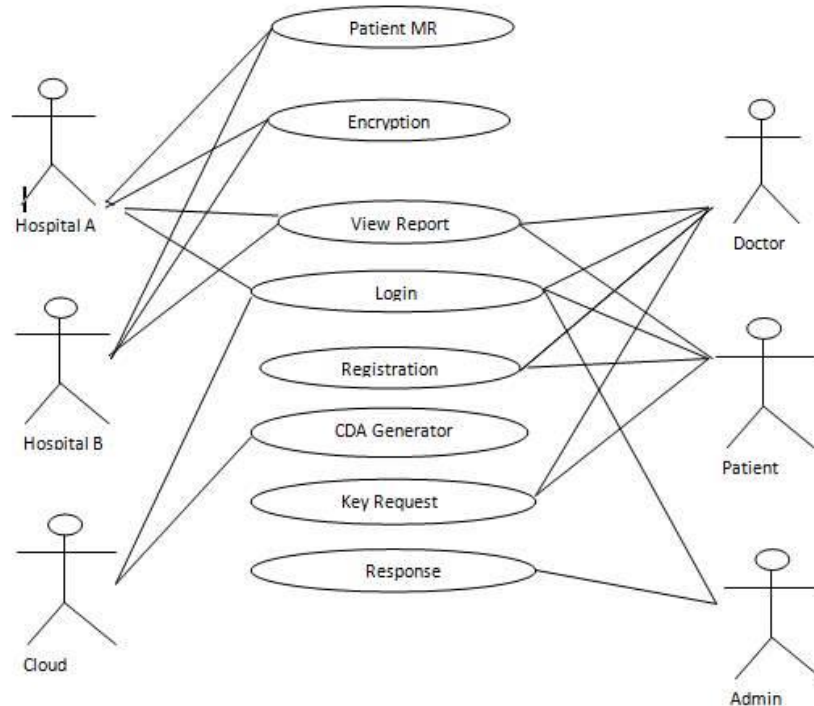 Patient MR
Encryption
Hospital A
View Report
Doctor
Login
Registration
Hospital B
CDA Generator
Patient
Key Request
Response
Cloud
Admin